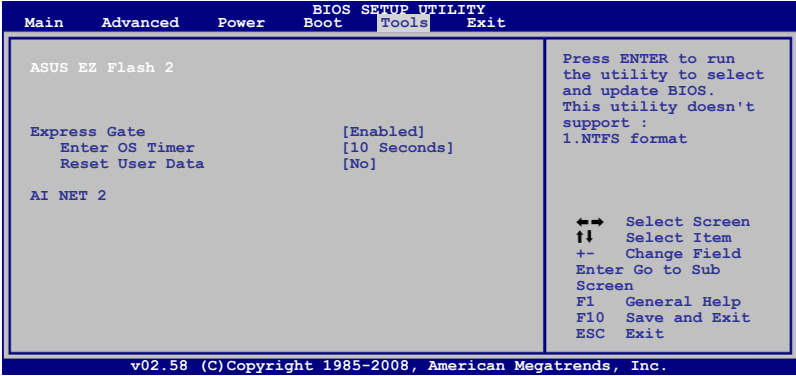 BIOS SETUP UTILITY
Main Advanced Power Boot Tools Exit
ASUS EZ Flash 2
Express Gate [Enabled]
Enter OS Timer [10 Seconds]
Reset User Data [No]
AI NET 2
Press ENTER to run
the utility to select
and update BIOS.
This utility doesn't
support :
1.NTFS format
←→ Select Screen
↑↓ Select Item
+- Change Field
Enter Go to Sub
Screen
F1 General Help
F10 Save and Exit
ESC Exit
v02.58 (C)Copyright 1985-2008, American Megatrends, Inc.